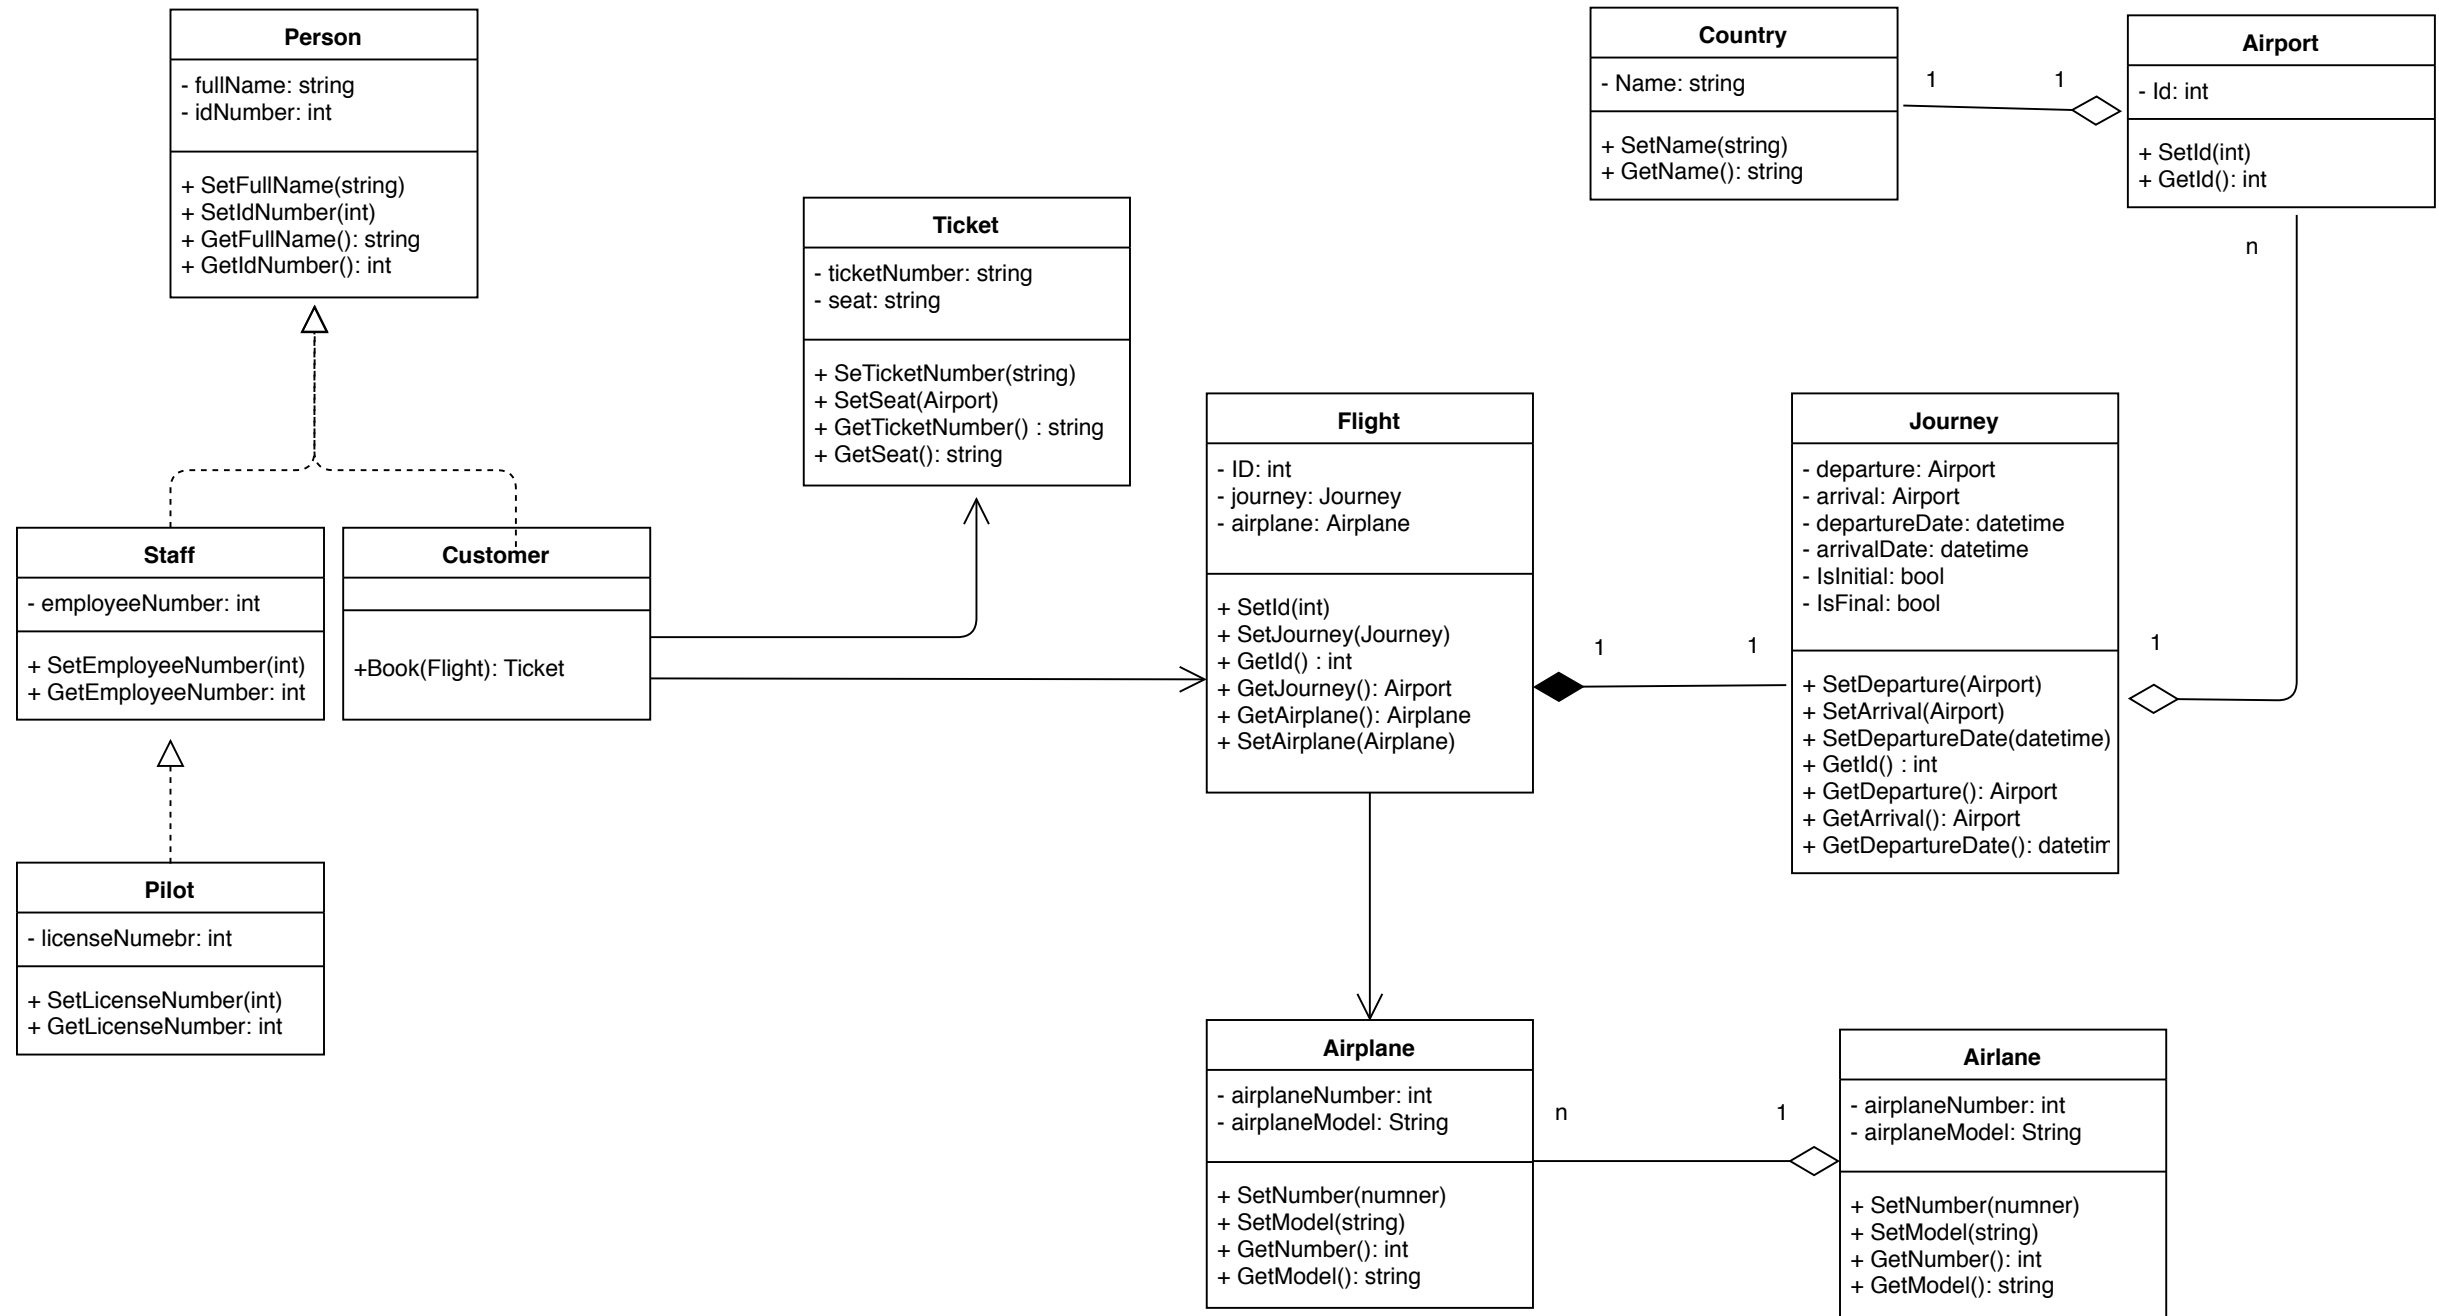 Person
- fullName: string
- idNumber: int
+ SetFullName(string)
+ SetIdNumber(int)
+ GetFullName(): string
+ GetIdNumber(): int
Country
- Name: string
+ SetName(string)
+ GetName(): string
1
1
Airport
- Id: int
+ SetId(int)
+ GetId(): int
n
Ticket
- ticketNumber: string
- seat: string
+ SeTicketNumber(string)
+ SetSeat(Airport)
+ GetTicketNumber() : string
+ GetSeat(): string
Staff
- employeeNumber: int
+ SetEmployeeNumber(int)
+ GetEmployeeNumber: int
Customer
+Book(Flight): Ticket
Flight
- ID: int
- journey: Journey
- airplane: Airplane
+ SetId(int)
+ SetJourney(Journey)
+ GetId() : int
+ GetJourney(): Airport
+ GetAirplane(): Airplane
+ SetAirplane(Airplane)
1
1
Journey
- departure: Airport
- arrival: Airport
- departureDate: datetime
- arrivalDate: datetime
- IsInitial: bool
- IsFinal: bool
+ SetDeparture(Airport)
+ SetArrival(Airport)
+ SetDepartureDate(datetime)
+ GetId() : int
+ GetDeparture(): Airport
+ GetArrival(): Airport
+ GetDepartureDate(): datetim
1
Pilot
- licenseNumebr: int
+ SetLicenseNumber(int)
+ GetLicenseNumber: int
Airplane
- airplaneNumber: int
- airplaneModel: String
+ SetNumber(numner)
+ SetModel(string)
+ GetNumber(): int
+ GetModel(): string
n
1
Airlane
- airplaneNumber: int
- airplaneModel: String
+ SetNumber(numner)
+ SetModel(string)
+ GetNumber(): int
+ GetModel(): string